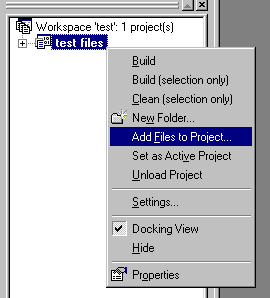 Workspace 'test': 1 project(s)
test files
Build
Build (selection only)
Clean (selection only)
New Folder...
Add Files to Project...
Set as Active Project
Unload Project
Settings...
Docking View
Hide
Properties